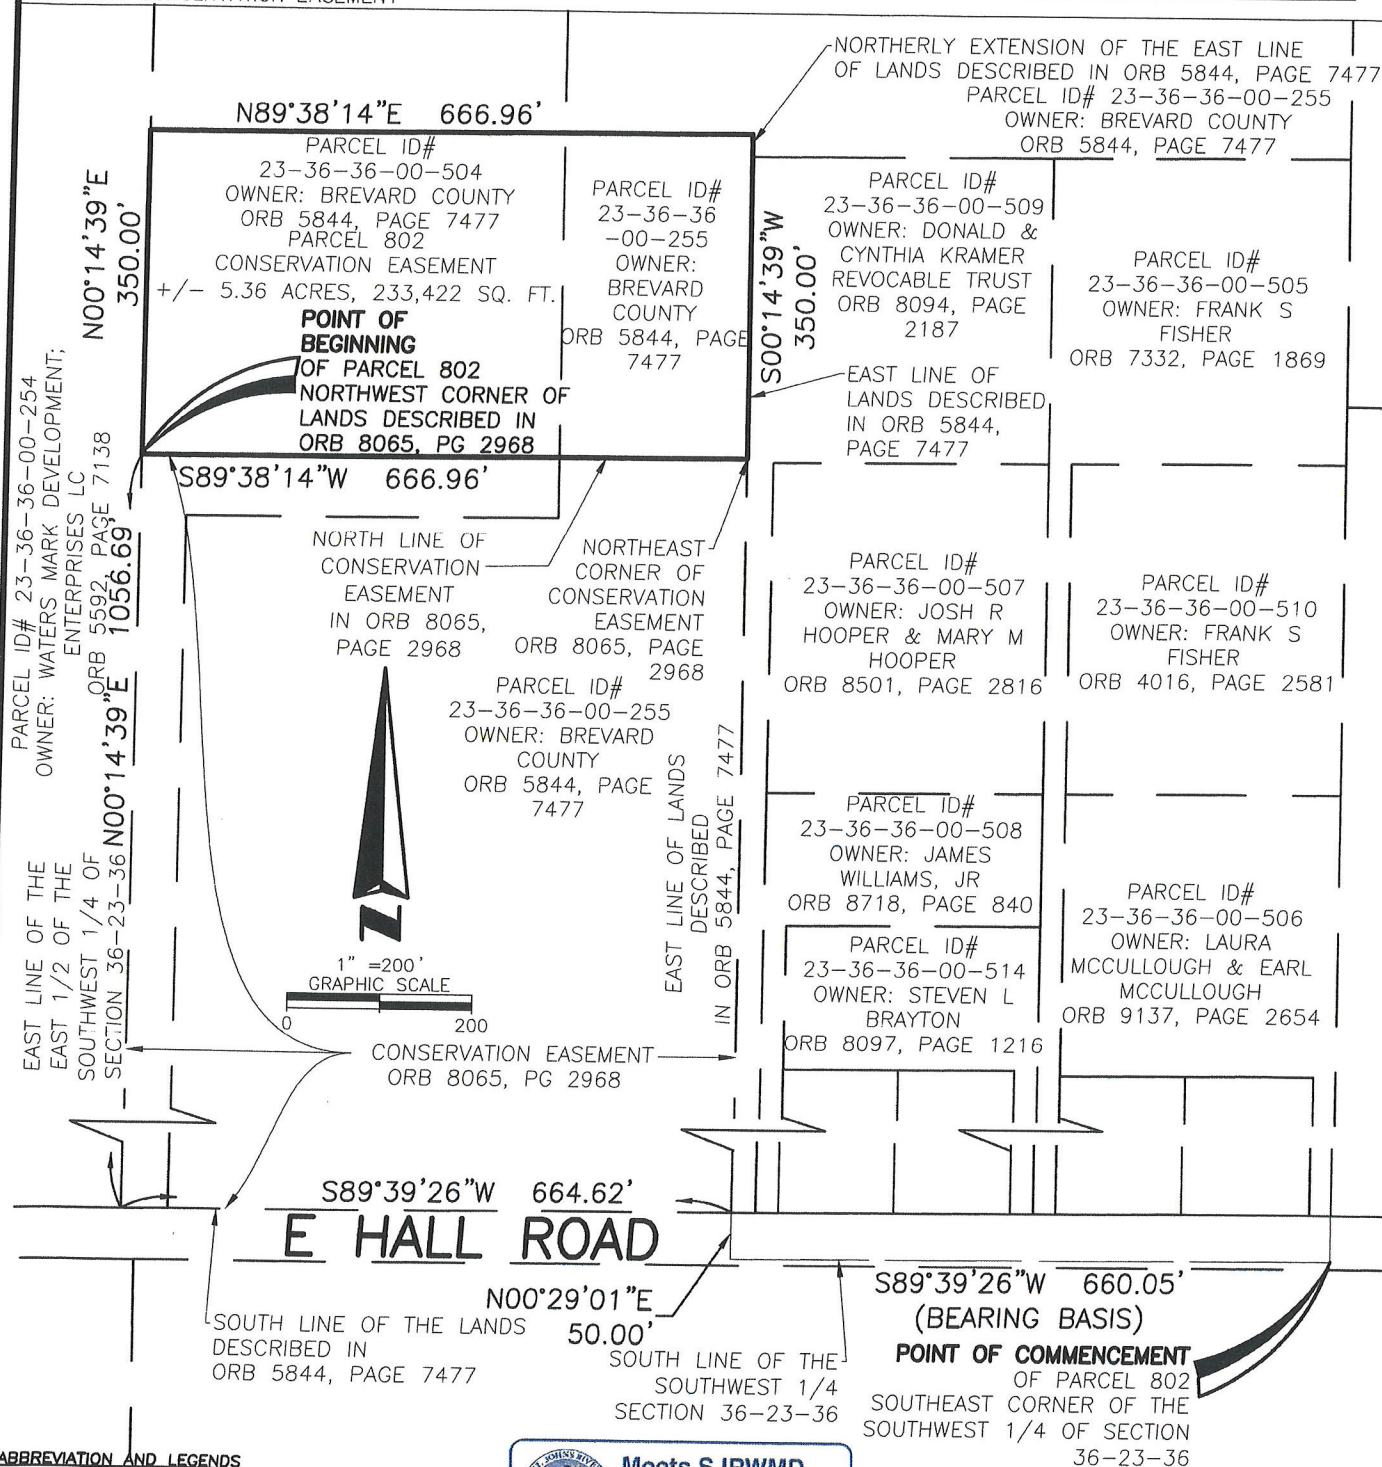 NORTHERLY EXTENSION OF THE EAST LINE
OF LANDS DESCRIBED IN ORB 5844, PAGE 7477
PARCEL ID# 23-36-36-00-255
OWNER: BREVARD COUNTY
ORB 5844, PAGE 7477
N89°38'14"E 666.96'
N00°14'39"E
350.00'
PARCEL ID#
23-36-36-00-504
OWNER: BREVARD COUNTY
ORB 5844, PAGE 7477
PARCEL 802
CONSERVATION EASEMENT
+/- 5.36 ACRES, 233,422 SQ. FT.
POINT OF
BEGINNING
OF PARCEL 802
NORTHWEST CORNER OF
LANDS DESCRIBED IN
ORB 8065, PG 2968
PARCEL ID#
23-36-36
-00-255
OWNER:
BREVARD
COUNTY
ORB 5844, PAGE
7477
S00°14'39"W
350.00'
PARCEL ID#
23-36-36-00-509
OWNER: DONALD &
CYNTHIA KRAMER
REVOCABLE TRUST
ORB 8094, PAGE
2187
PARCEL ID#
23-36-36-00-505
OWNER: FRANK S
FISHER
ORB 7332, PAGE 1869
EAST LINE OF
LANDS DESCRIBED
IN ORB 5844,
PAGE 7477
S89°38'14"W 666.96'
PARCEL ID# 23-36-36-00-254
OWNER: WATERS MARK DEVELOPMENT;
ENTERPRISES LC
ORB 5592, PAGE 7138
N00°14'39"E 1056.69'
NORTH LINE OF
CONSERVATION
EASEMENT
IN ORB 8065,
PAGE 2968
NORTHEAST
CORNER OF
CONSERVATION
EASEMENT
ORB 8065, PAGE
2968
PARCEL ID#
23-36-36-00-507
OWNER: JOSH R
HOOPER & MARY M
HOOPER
ORB 8501, PAGE 2816
PARCEL ID#
23-36-36-00-510
OWNER: FRANK S
FISHER
ORB 4016, PAGE 2581
PARCEL ID#
23-36-36-00-255
OWNER: BREVARD
COUNTY
ORB 5844, PAGE
7477
EAST LINE OF LANDS
DESCRIBED
IN ORB 5844, PAGE 7477
PARCEL ID#
23-36-36-00-508
OWNER: JAMES
WILLIAMS, JR
ORB 8718, PAGE 840
PARCEL ID#
23-36-36-00-506
OWNER: LAURA
MCCULLOUGH & EARL
MCCULLOUGH
ORB 9137, PAGE 2654
PARCEL ID#
23-36-36-00-514
OWNER: STEVEN L
BRAYTON
ORB 8097, PAGE 1216
EAST LINE OF THE
EAST 1/2 OF THE
SOUTHWEST 1/4 OF
SECTION 36-23-36
N
1" =200'
GRAPHIC SCALE
0 200
CONSERVATION EASEMENT
ORB 8065, PG 2968
S89°39'26"W 664.62'
E HALL ROAD
S89°39'26"W 660.05'
(BEARING BASIS)
N00°29'01"E
50.00'
SOUTH LINE OF THE LANDS
DESCRIBED IN
ORB 5844, PAGE 7477
SOUTH LINE OF THE
SOUTHWEST 1/4
SECTION 36-23-36
POINT OF COMMENCEMENT
OF PARCEL 802
SOUTHEAST CORNER OF THE
SOUTHWEST 1/4 OF SECTION
36-23-36
ABBREVIATION AND LEGENDS
Meets SJRWMD